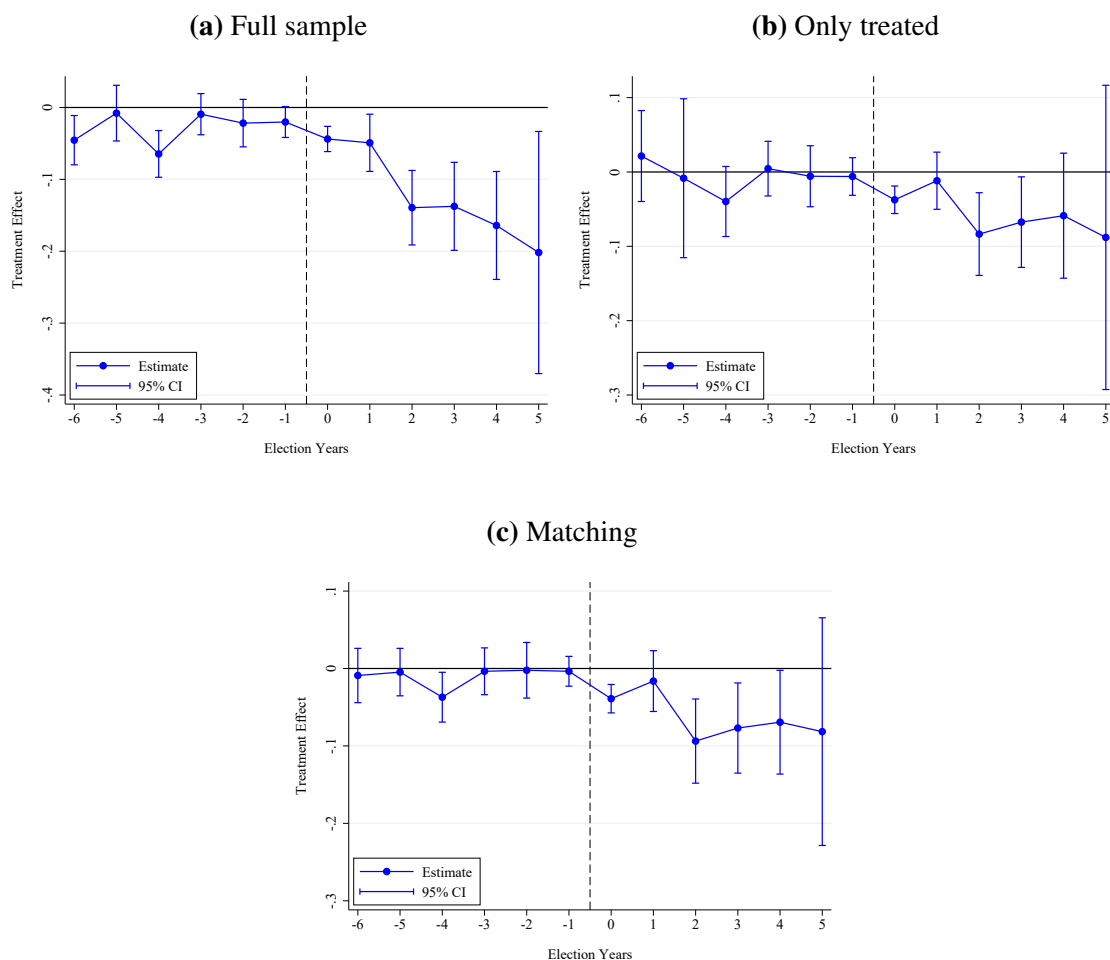 (a) Full sample
Treatment Effect
0
-.1
-.2
-.3
-.4
Estimate
95% CI
-6 -5 -4 -3 -2 -1 0 1 2 3 4 5
Election Years
(b) Only treated
Treatment Effect
.1
0
-.1
-.2
-.3
Estimate
95% CI
-6 -5 -4 -3 -2 -1 0 1 2 3 4 5
Election Years
(c) Matching
Treatment Effect
.1
0
-.1
-.2
-.3
Estimate
95% CI
-6 -5 -4 -3 -2 -1 0 1 2 3 4 5
Election Years